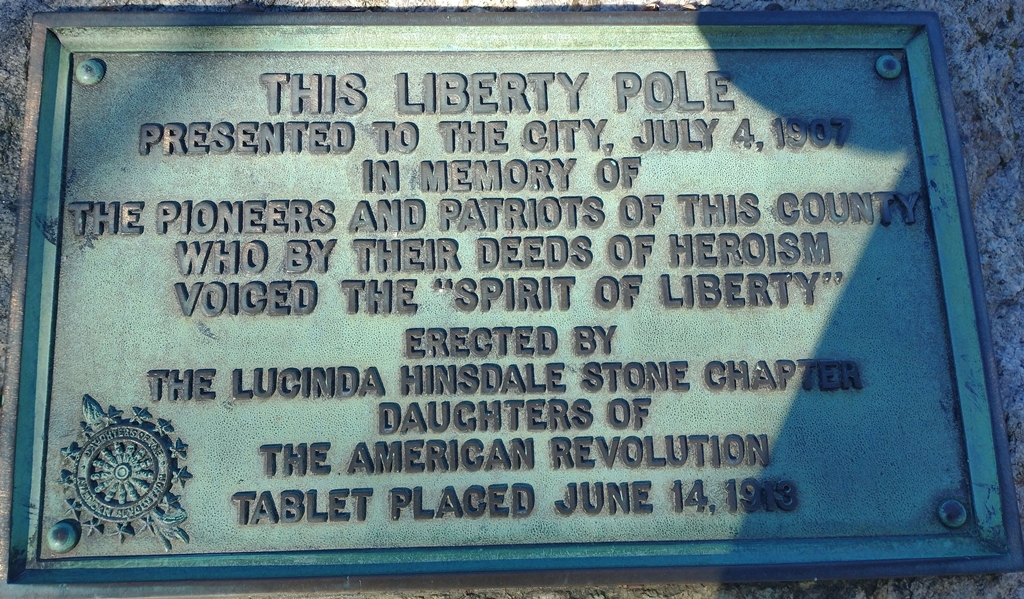 THIS LIBERTY POLE
PRESENTED TO THE CITY, JULY 4, 1907
IN MEMORY OF
THE PIONEERS AND PATRIOTS OF THIS COUNTY
WHO BY THEIR DEEDS OF HEROISM
VOICED THE "SPIRIT OF LIBERTY"
ERECTED BY
THE LUCINDA HINSDALE STONE CHAPTER
DAUGHTERS OF
THE AMERICAN REVOLUTION
TABLET PLACED JUNE 14, 1913